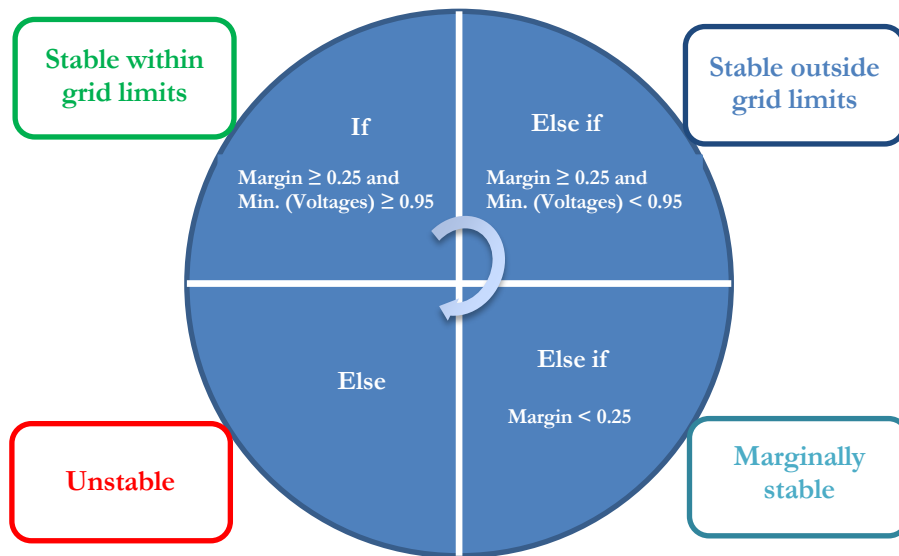 Stable within
grid limits
Stable outside
grid limits
If
Margin ≥ 0.25 and
Min. (Voltages) ≥ 0.95
Else if
Margin ≥ 0.25 and
Min. (Voltages) < 0.95
Else
Else if
Margin < 0.25
Unstable
Marginally
stable